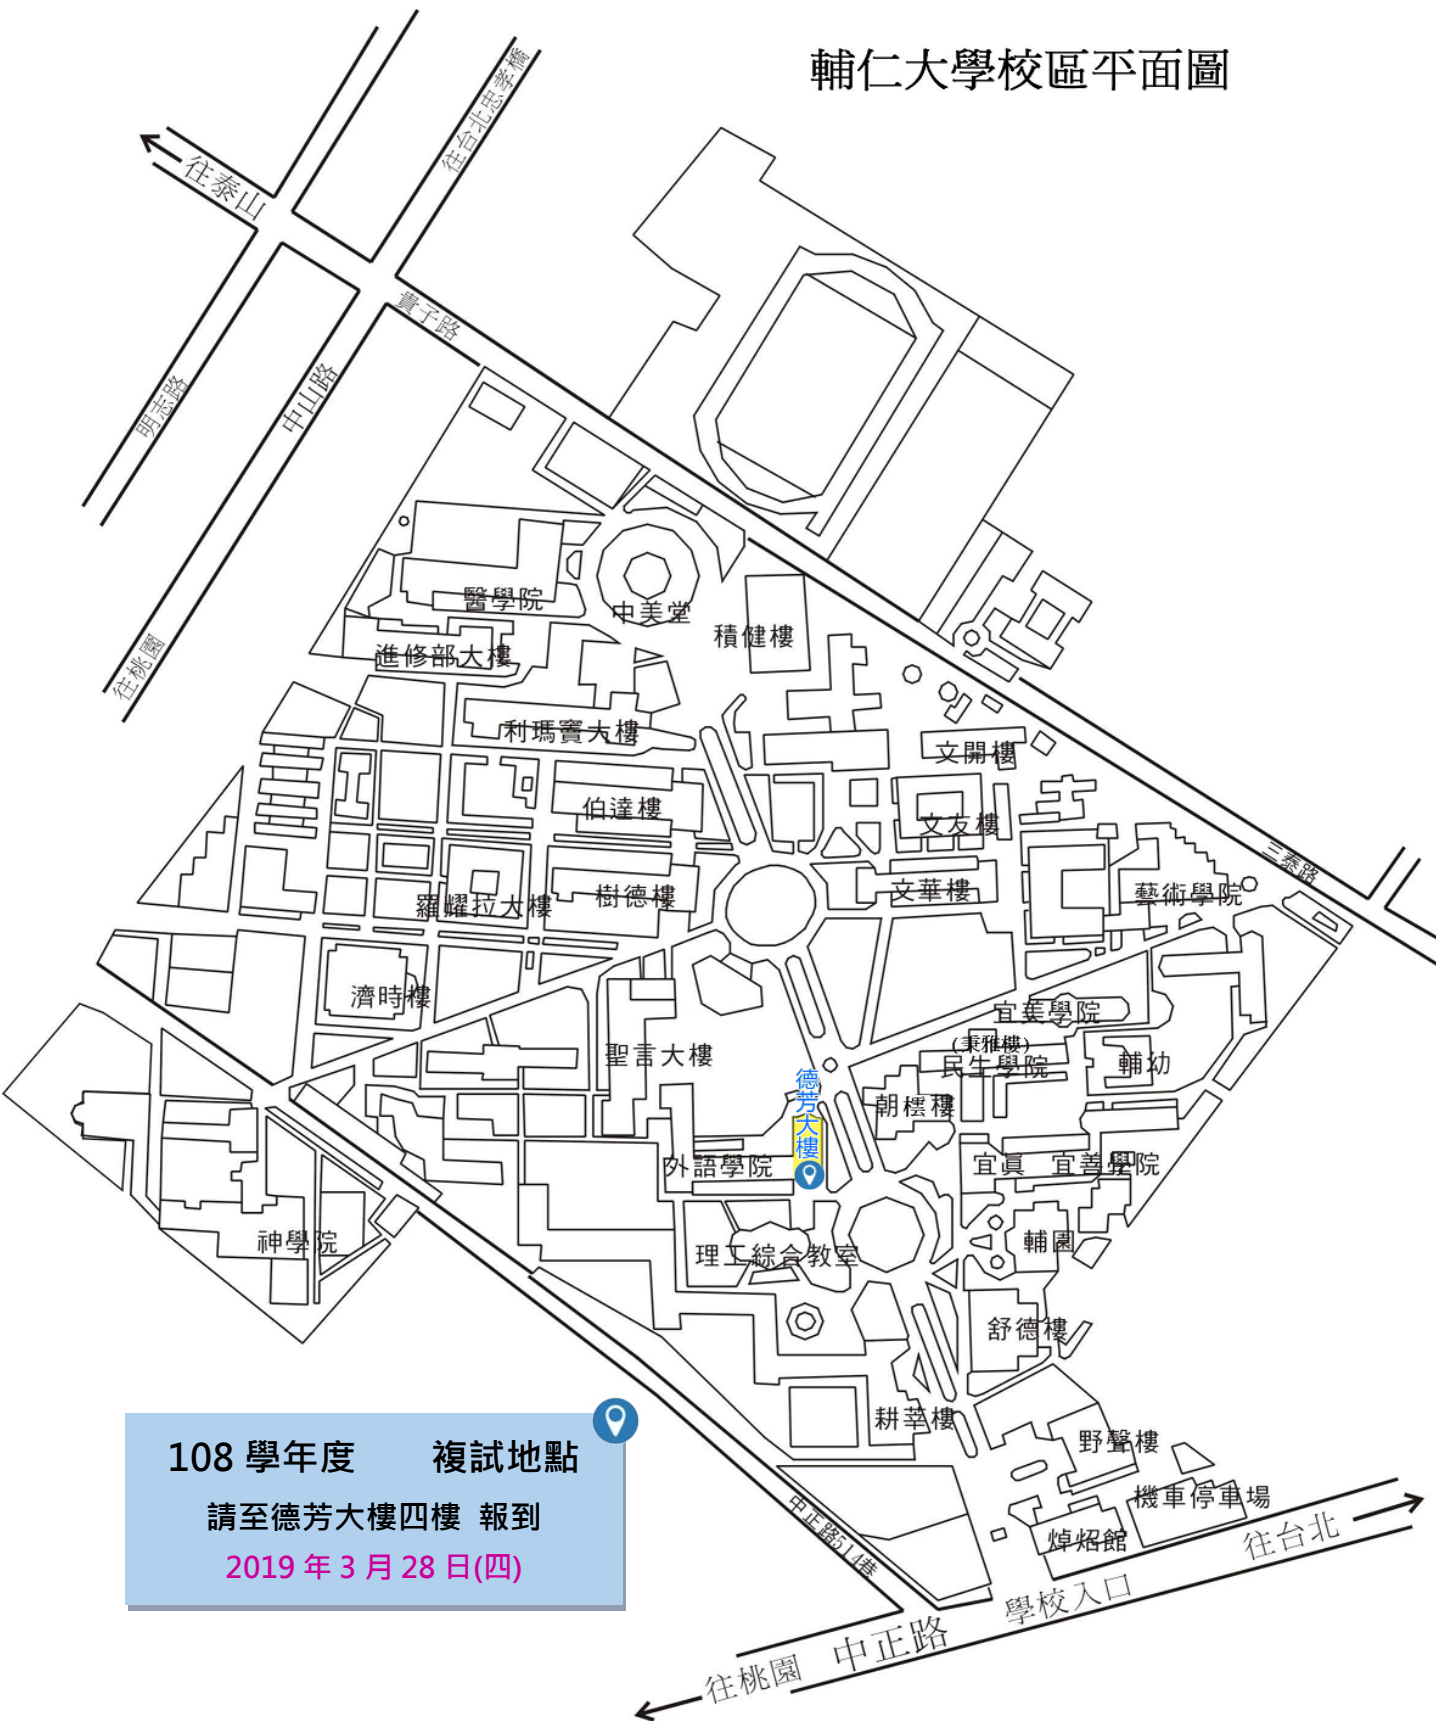 輔仁大學校區平面圖
往台北忠孝橋
往泰山
貴子路
明志路
中山路
往桃園
醫學院
中美堂
積健樓
進修部大樓
利瑪竇大樓
文開樓
伯達樓
文友樓
三泰路
羅耀拉大樓
樹德樓
文華樓
藝術學院
濟時樓
宜美學院
聖言大樓
(秉雅樓)
民生學院
輔幼
德芳大樓
朝橒樓
外語學院
宜真
宜善學院
神學院
理工綜合教室
輔園
舒德樓
耕莘樓
野聲樓
機車停車場
焯炤館
中正路514巷
往台北
學校入口
中正路
往桃園
108 學年度 複試地點
請至德芳大樓四樓 報到
2019 年 3 月 28 日(四)